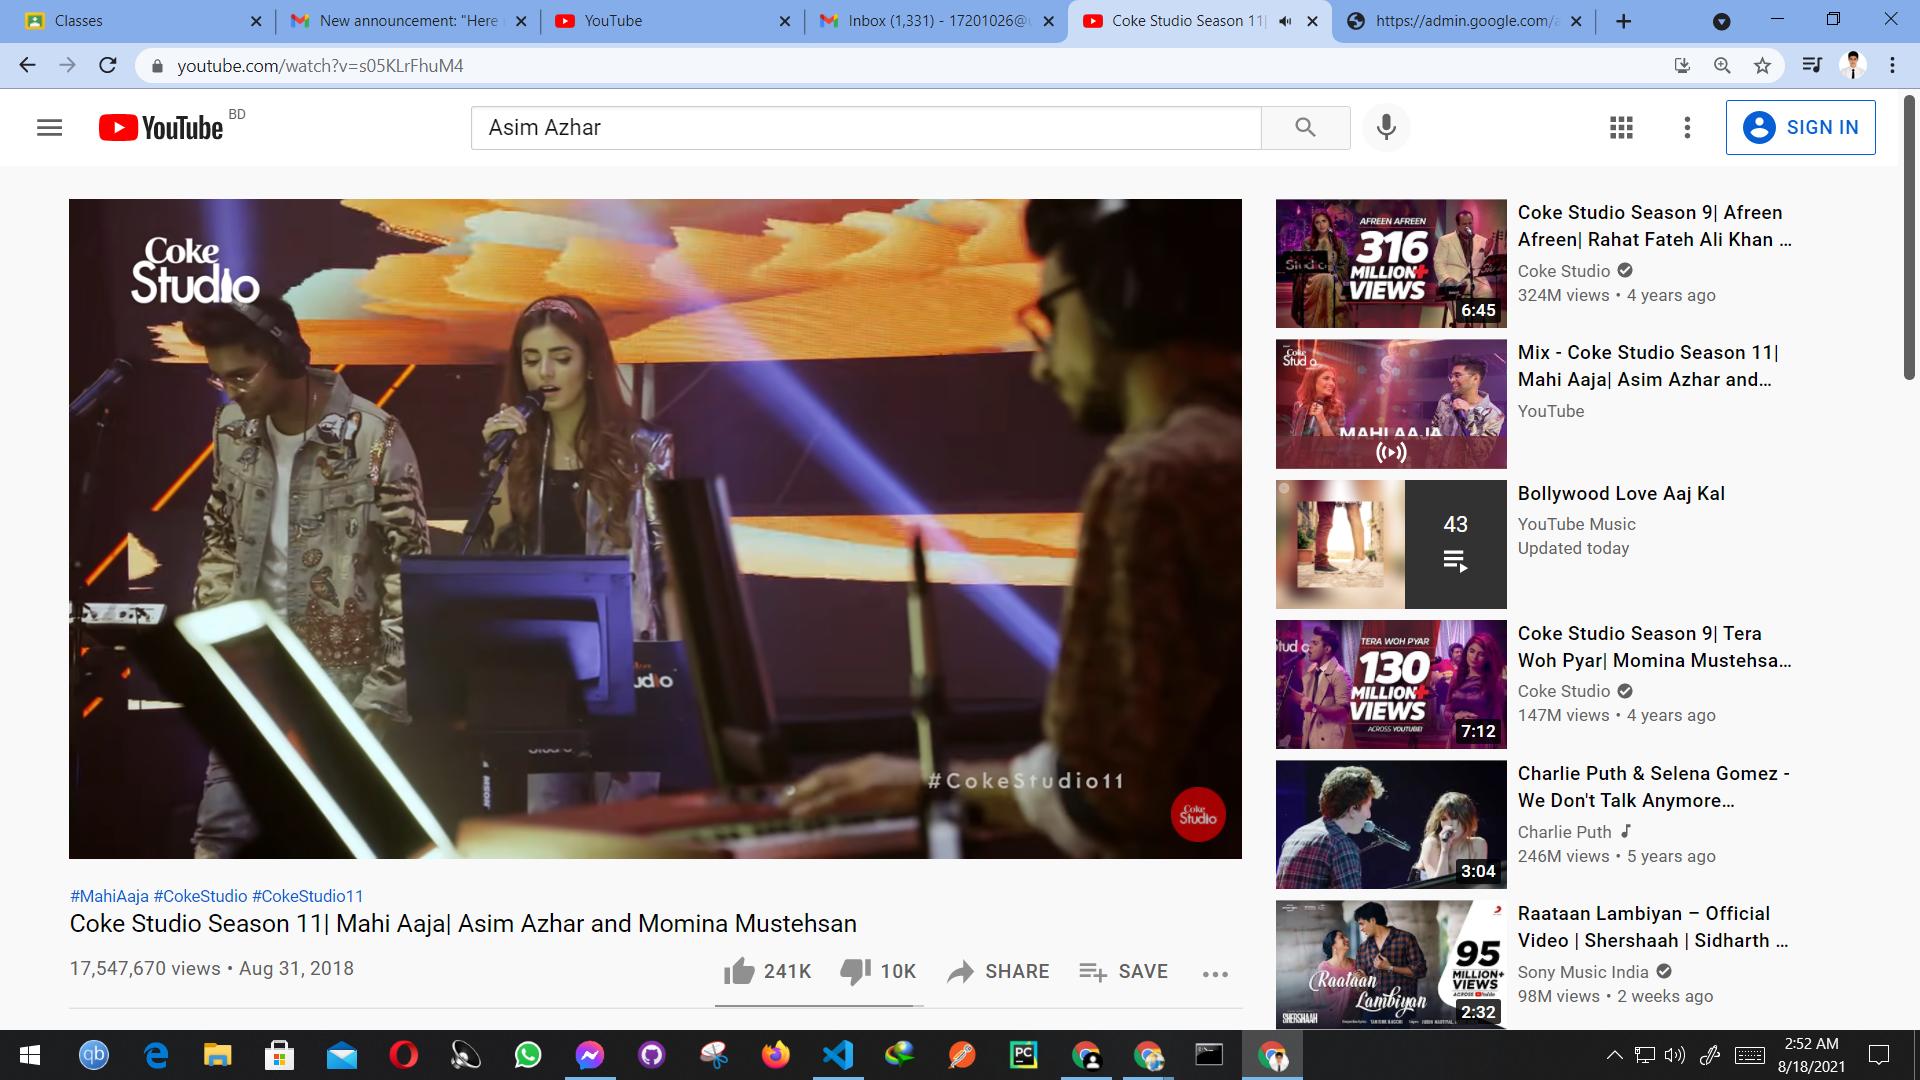 Classes
New announcement: "Here
YouTube
Inbox (1,331) - 17201026@
Coke Studio Season 11|
https://admin.google.com/
youtube.com/watch?v=s05KLrFhuM4
YouTube BD
Asim Azhar
SIGN IN
Coke Studio
#CokeStudio11
Coke Studio
#MahiAaja #CokeStudio #CokeStudio11
Coke Studio Season 11| Mahi Aaja| Asim Azhar and Momina Mustehsan
17,547,670 views • Aug 31, 2018
241K
10K
SHARE
SAVE
AFREEN AFREEN
316
MILLION+
VIEWS
6:45
Coke Studio Season 9| Afreen
Afreen| Rahat Fateh Ali Khan ...
Coke Studio
324M views • 4 years ago
Coke
MAHI AAJA
Mix - Coke Studio Season 11|
Mahi Aaja| Asim Azhar and...
YouTube
43
Bollywood Love Aaj Kal
YouTube Music
Updated today
TERA WOH PYAR
130
MILLION+
VIEWS
ACROSS YOUTUBE!
7:12
Coke Studio Season 9| Tera
Woh Pyar| Momina Mustehsa...
Coke Studio
147M views • 4 years ago
3:04
Charlie Puth & Selena Gomez -
We Don't Talk Anymore...
Charlie Puth
246M views • 5 years ago
95
MILLION+
VIEWS
Raataan
Lambiyan
SHERSHAAH
2:32
Raataan Lambiyan – Official
Video | Shershaah | Sidharth ...
Sony Music India
98M views • 2 weeks ago
qb
PC
2:52 AM
8/18/2021